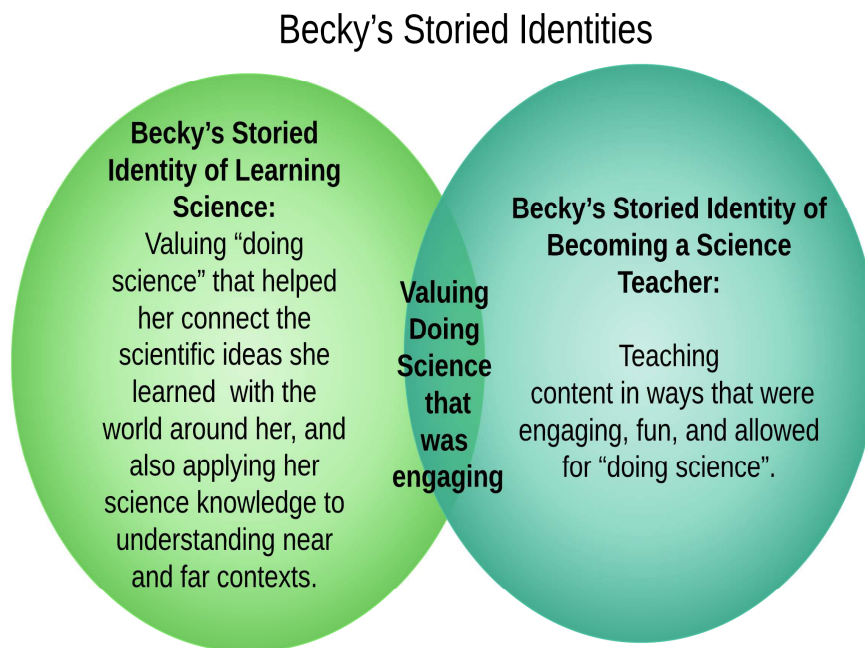 Becky’s Storied Identities
Becky’s Storied
Identity of Learning
Science:
Valuing “doing
science” that helped
her connect the
scientific ideas she
learned with the
world around her, and
also applying her
science knowledge to
understanding near
and far contexts.
Valuing
Doing
Science
that
was
engaging
Becky’s Storied Identity of
Becoming a Science
Teacher:
Teaching
content in ways that were
engaging, fun, and allowed
for “doing science”.